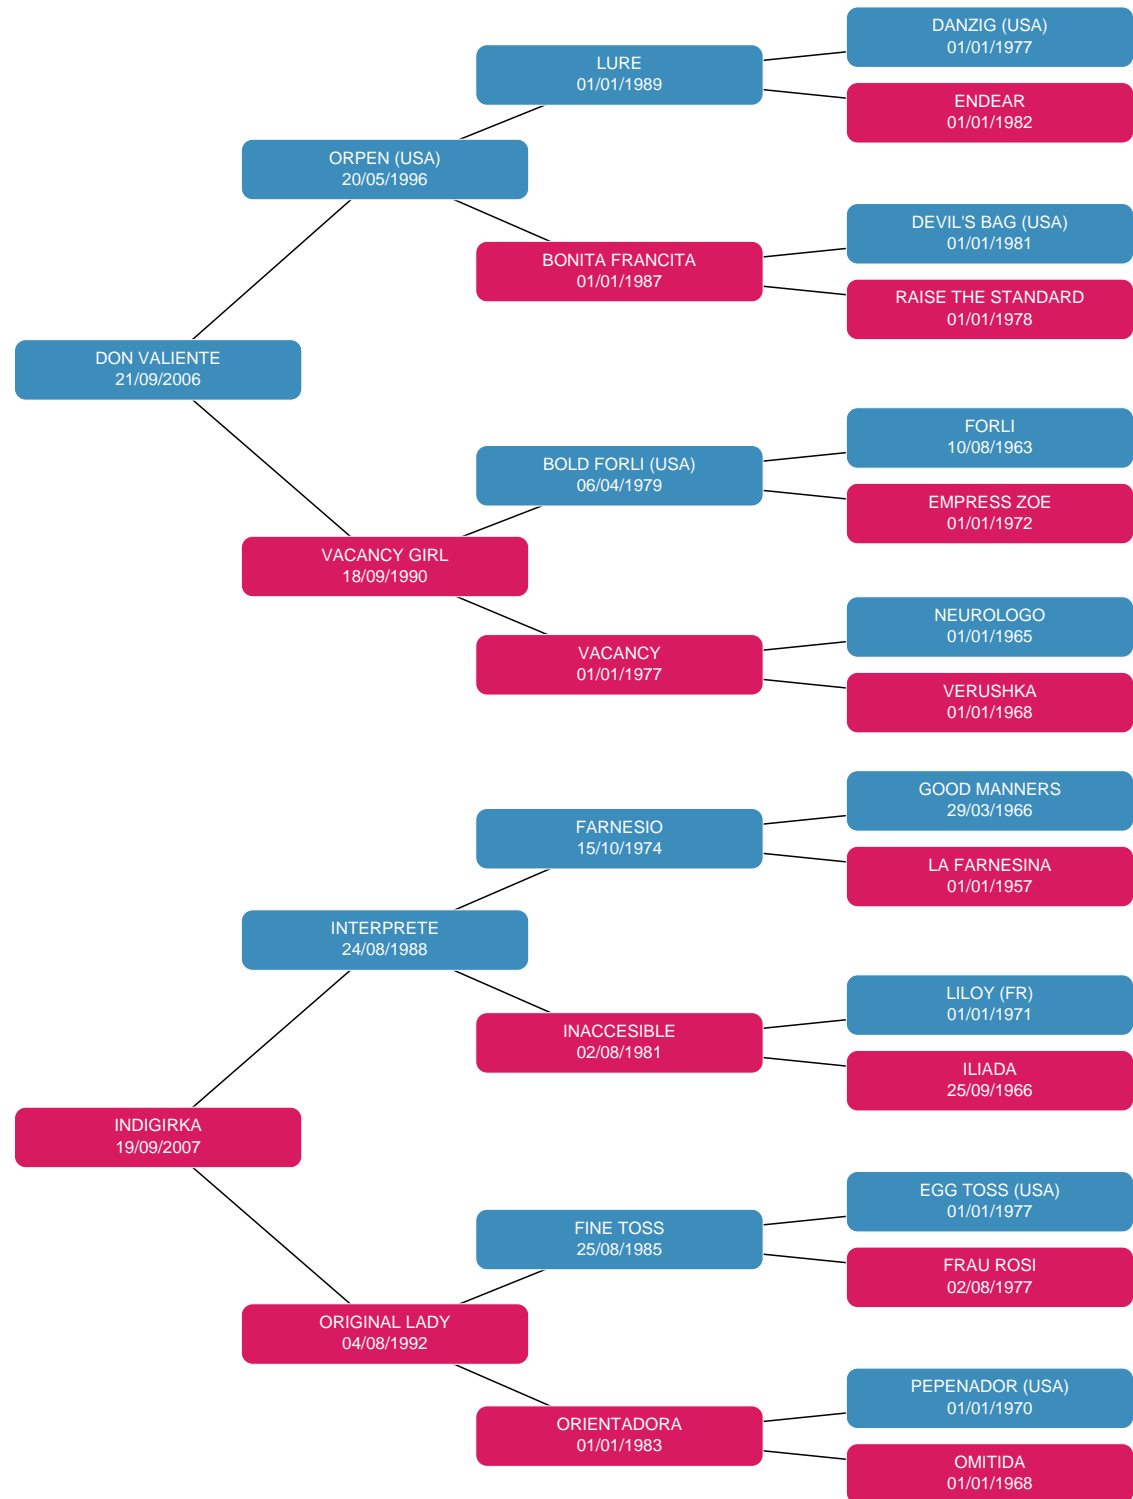 DANZIG (USA)
01/01/1977
LURE
01/01/1989
ENDEAR
01/01/1982
ORPEN (USA)
20/05/1996
DEVIL'S BAG (USA)
01/01/1981
BONITA FRANCITA
01/01/1987
RAISE THE STANDARD
01/01/1978
DON VALIENTE
21/09/2006
FORLI
10/08/1963
BOLD FORLI (USA)
06/04/1979
EMPRESS ZOE
01/01/1972
VACANCY GIRL
18/09/1990
NEUROLOGO
01/01/1965
VACANCY
01/01/1977
VERUSHKA
01/01/1968
GOOD MANNERS
29/03/1966
FARNESIO
15/10/1974
LA FARNESINA
01/01/1957
INTERPRETE
24/08/1988
LILOY (FR)
01/01/1971
INACCESIBLE
02/08/1981
ILIADA
25/09/1966
INDIGIRKA
19/09/2007
EGG TOSS (USA)
01/01/1977
FINE TOSS
25/08/1985
FRAU ROSI
02/08/1977
ORIGINAL LADY
04/08/1992
PEPENADOR (USA)
01/01/1970
ORIENTADORA
01/01/1983
OMITIDA
01/01/1968